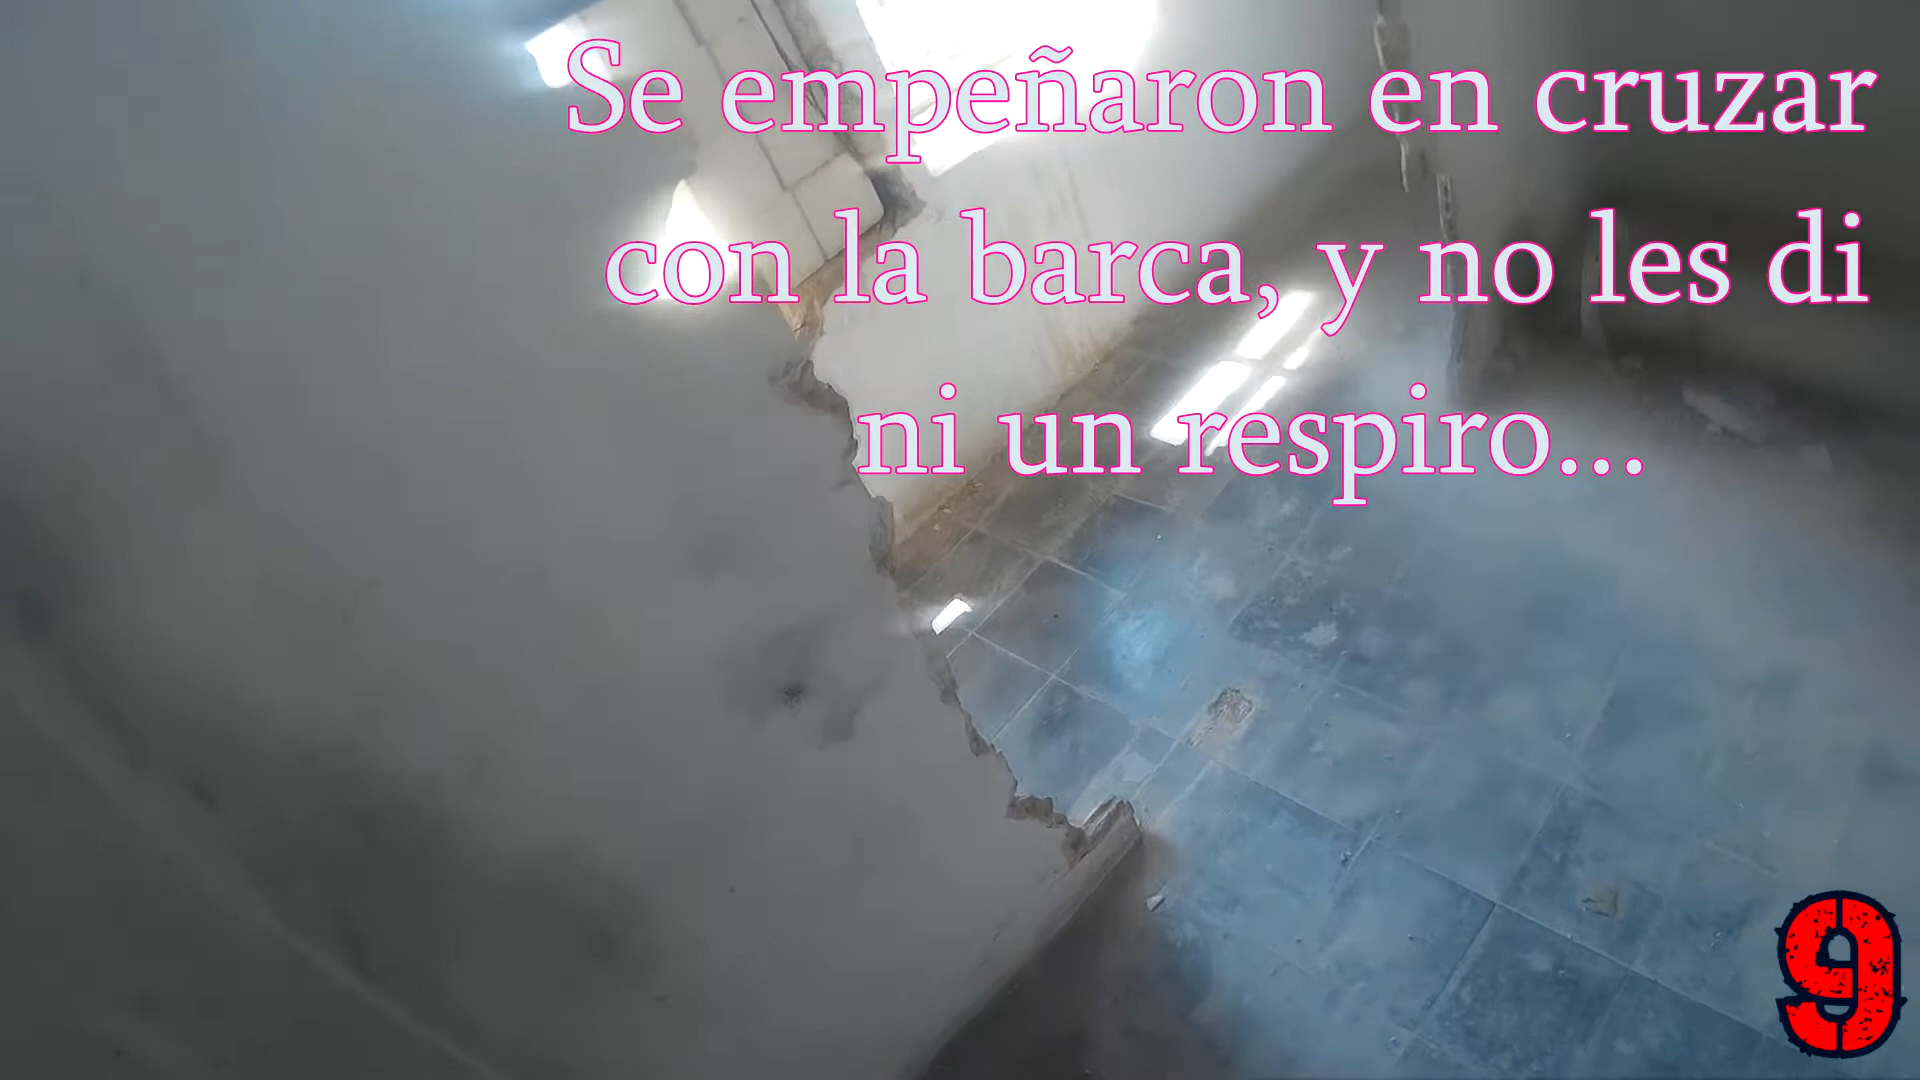 Se empeñaron en cruzar
con la barca, y no les di
ni un respiro...
9